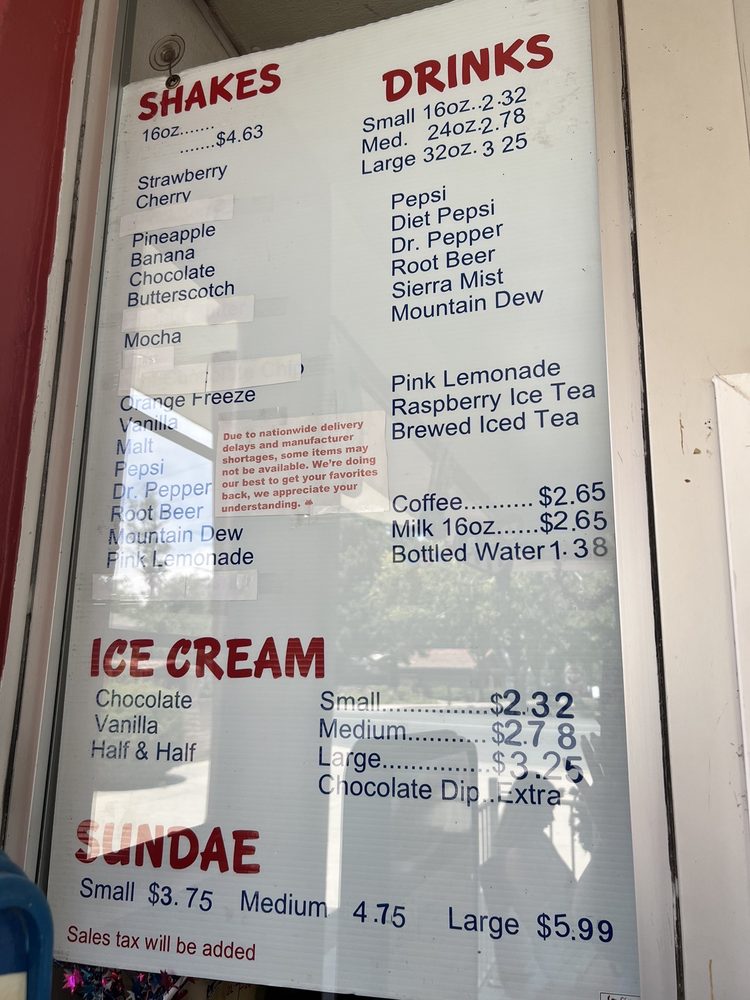 SHAKES
16oz.......
.......$4.63
Strawberry
Cherry
Pineapple
Banana
Chocolate
Butterscotch
Mocha
Orange Freeze
Vanilla
Malt
Pepsi
Dr. Pepper
Root Beer
Mountain Dew
Pink Lemonade
Due to nationwide delivery
delays and manufacturer
shortages, some items may
not be available. We're doing
our best to get your favorites
back, we appreciate your
understanding.
DRINKS
Small 16oz..2.32
Med. 24oz.2.78
Large 32oz. 3 25
Pepsi
Diet Pepsi
Dr. Pepper
Root Beer
Sierra Mist
Mountain Dew
Pink Lemonade
Raspberry Ice Tea
Brewed Iced Tea
Coffee.......... $2.65
Milk 16oz......$2.65
Bottled Water 1.38
ICE CREAM
Chocolate
Vanilla
Half & Half
Small................$2.32
Medium............ $2.78
Large................$3.25
Chocolate Dip..Extra
SUNDAE
Small $3.75 Medium 4.75 Large $5.99
Sales tax will be added